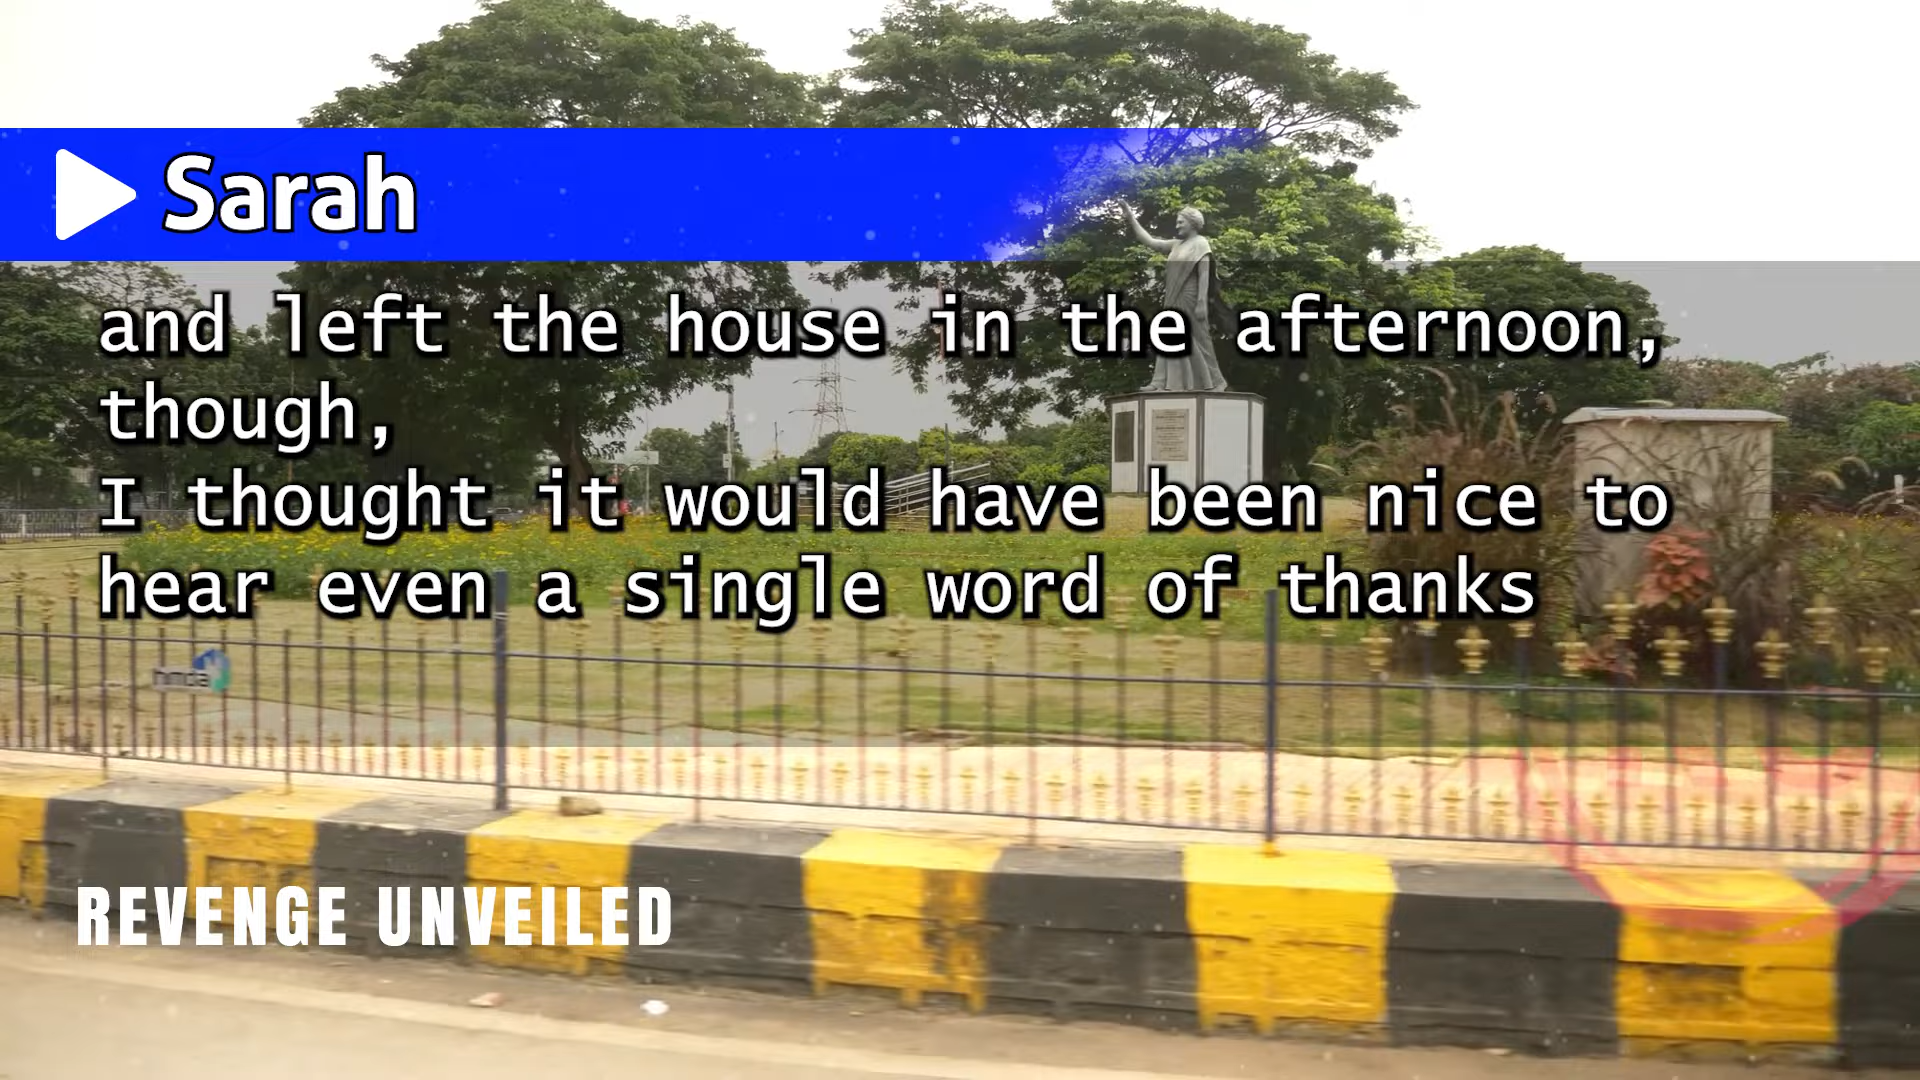 Sarah
and left the house in the afternoon,
though,
I thought it would have been nice to
hear even a single word of thanks
REVENGE UNVEILED